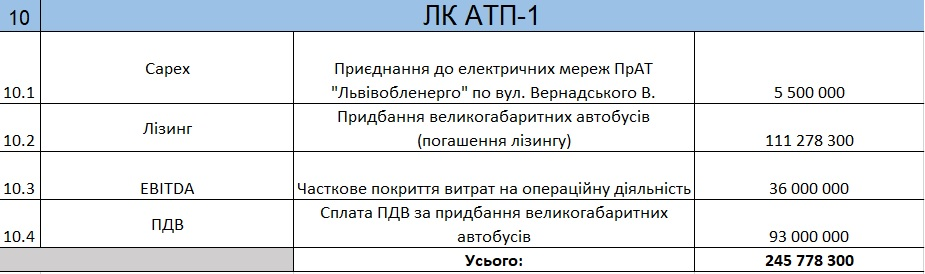 10 ЛК АТП-1
10.1 Capex Приєднання до електричних мереж ПрАТ
"Львівобленерго" по вул. Вернадського В. 5 500 000
10.2 Лізинг Придбання великогабаритних автобусів
(погашення лізингу) 111 278 300
10.3 EBITDA Часткове покриття витрат на операційну діяльність 36 000 000
10.4 ПДВ Сплата ПДВ за придбання великогабаритних
автобусів 93 000 000
Усього: 245 778 300